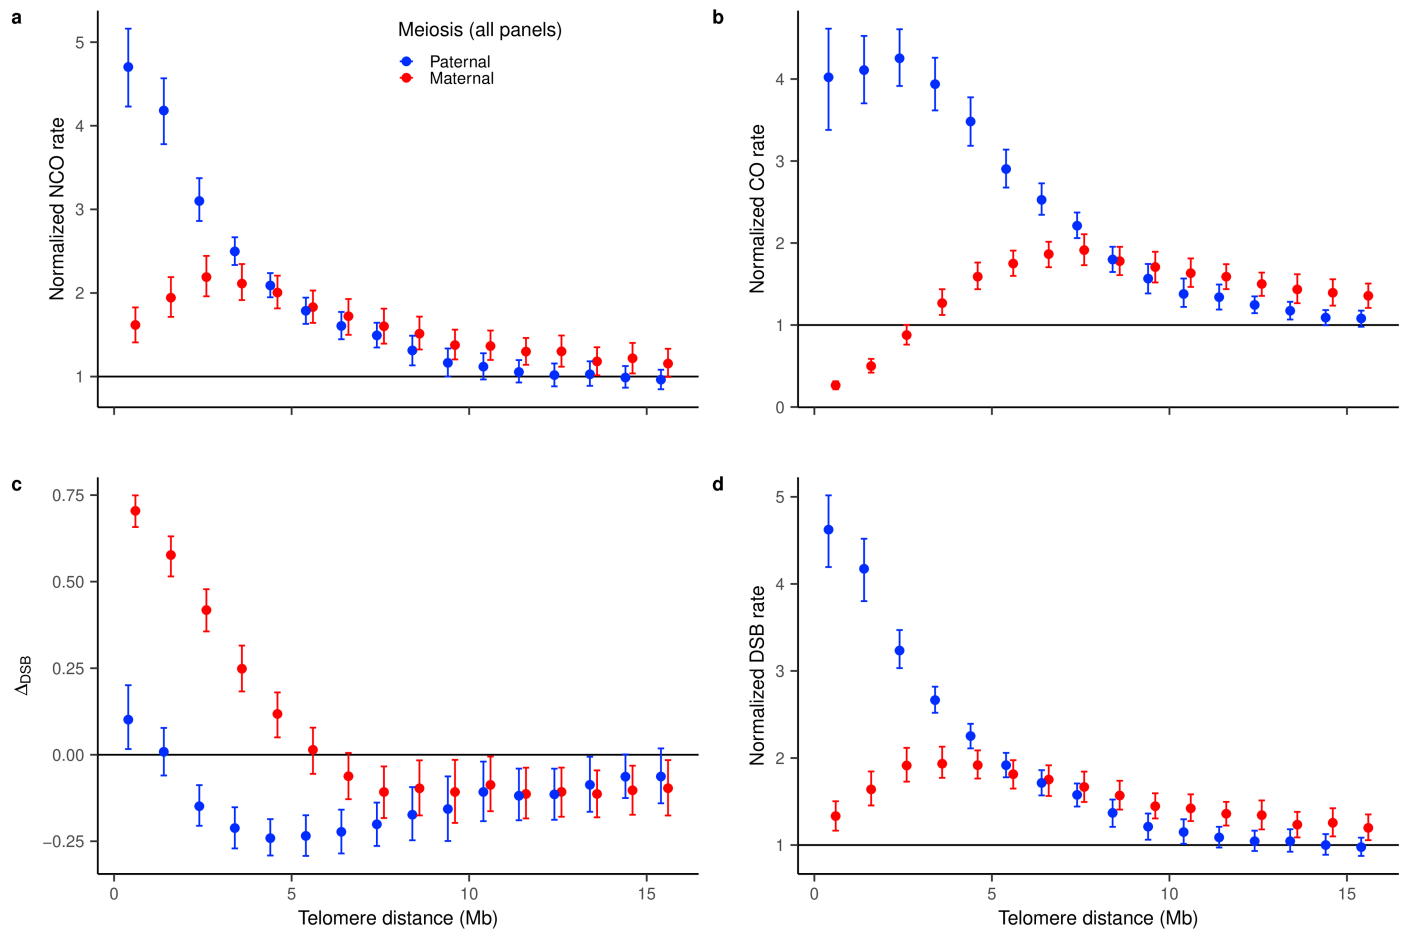 a
Meiosis (all panels)
Paternal
Maternal
Normalized NCO rate
5
4
3
2
1
b
Normalized CO rate
4
3
2
1
0
c
Δ_DSB
0.75
0.50
0.25
0.00
−0.25
0
5
10
15
Telomere distance (Mb)
d
Normalized DSB rate
5
4
3
2
1
0
5
10
15
Telomere distance (Mb)